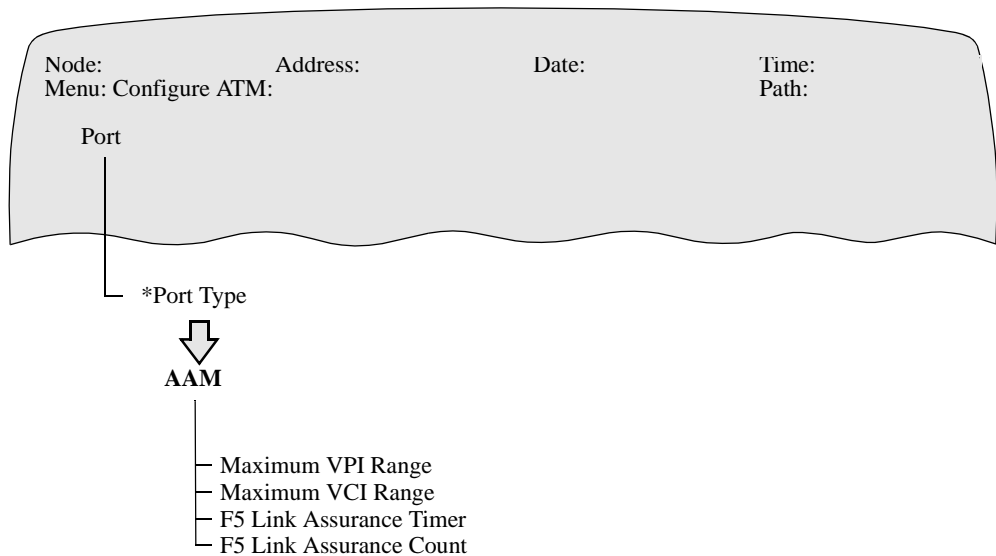 Node: Address: Date: Time:
Menu: Configure ATM: Path:
Port
*Port Type
AAM
Maximum VPI Range
Maximum VCI Range
F5 Link Assurance Timer
F5 Link Assurance Count